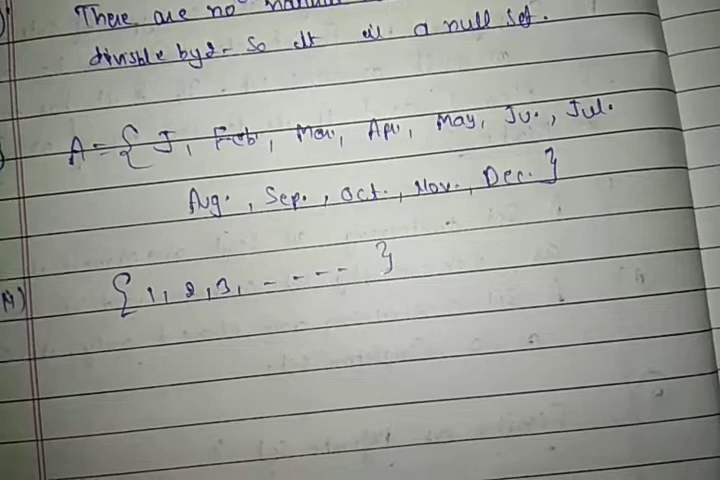 There are no
divisble by 2. So it is a null set.
A = { J, Feb, Mar, Apr, May, Ju., Jul.
Aug., Sep., Oct., Nov., Dec. }
{ 1, 2, 3, - - - - - }